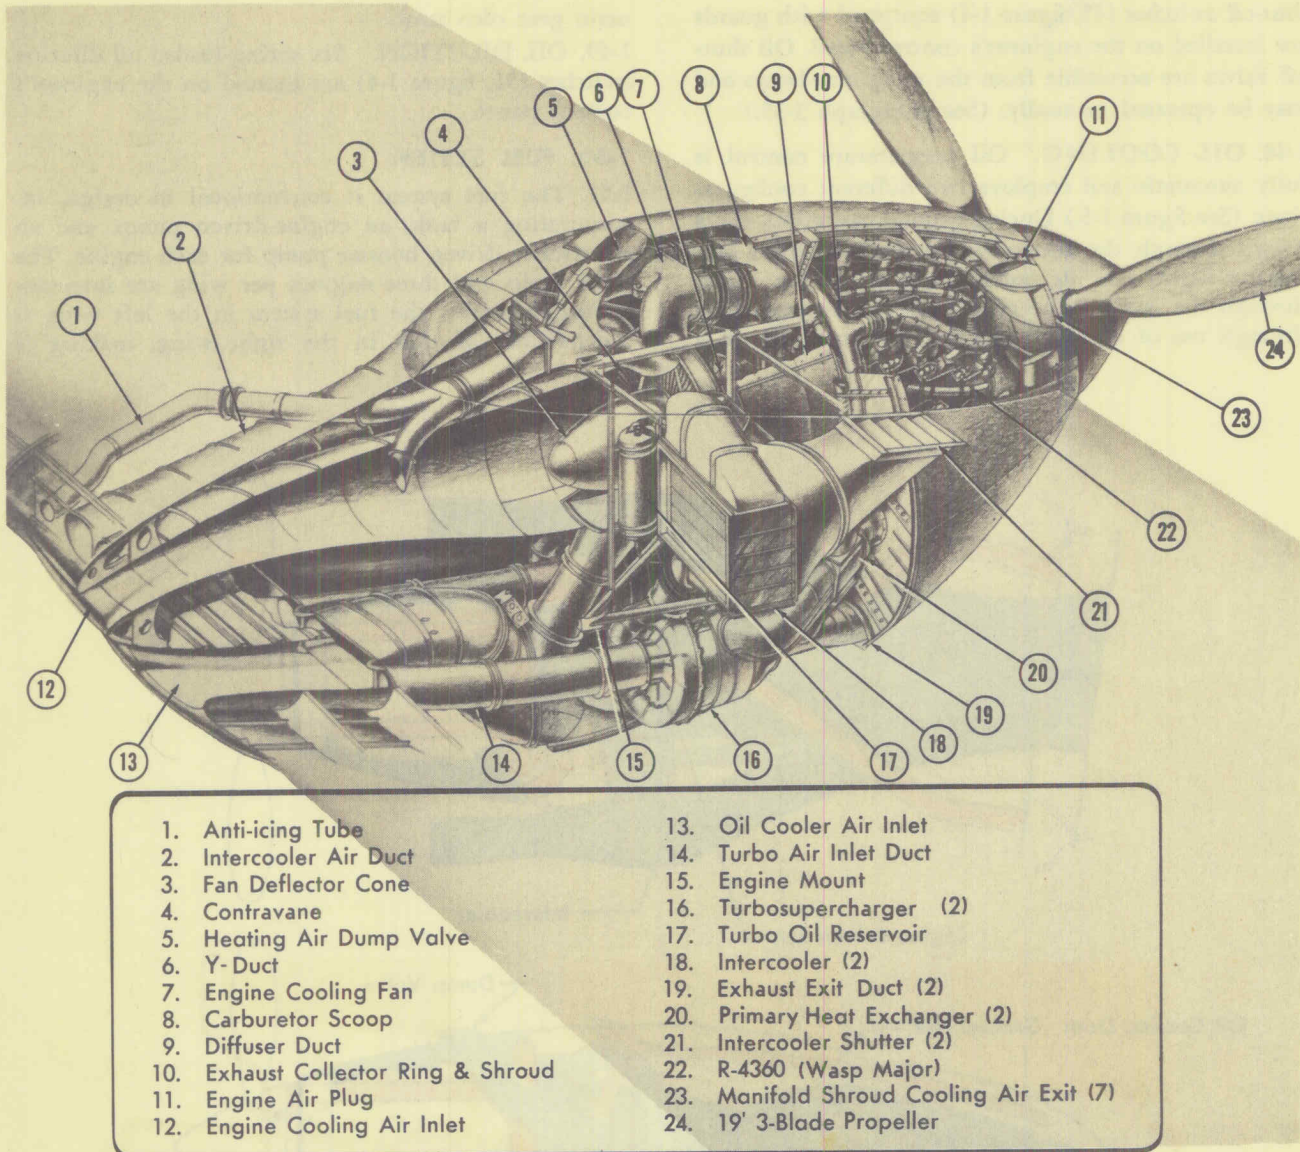 5 6 7 8 9 10 11
4
3
2
1
24
23
22
21
20
19
18
12
13 14 15 16 17
1. Anti-icing Tube
2. Intercooler Air Duct
3. Fan Deflector Cone
4. Contravane
5. Heating Air Dump Valve
6. Y-Duct
7. Engine Cooling Fan
8. Carburetor Scoop
9. Diffuser Duct
10. Exhaust Collector Ring & Shroud
11. Engine Air Plug
12. Engine Cooling Air Inlet
13. Oil Cooler Air Inlet
14. Turbo Air Inlet Duct
15. Engine Mount
16. Turbosupercharger (2)
17. Turbo Oil Reservoir
18. Intercooler (2)
19. Exhaust Exit Duct (2)
20. Primary Heat Exchanger (2)
21. Intercooler Shutter (2)
22. R-4360 (Wasp Major)
23. Manifold Shroud Cooling Air Exit (7)
24. 19' 3-Blade Propeller